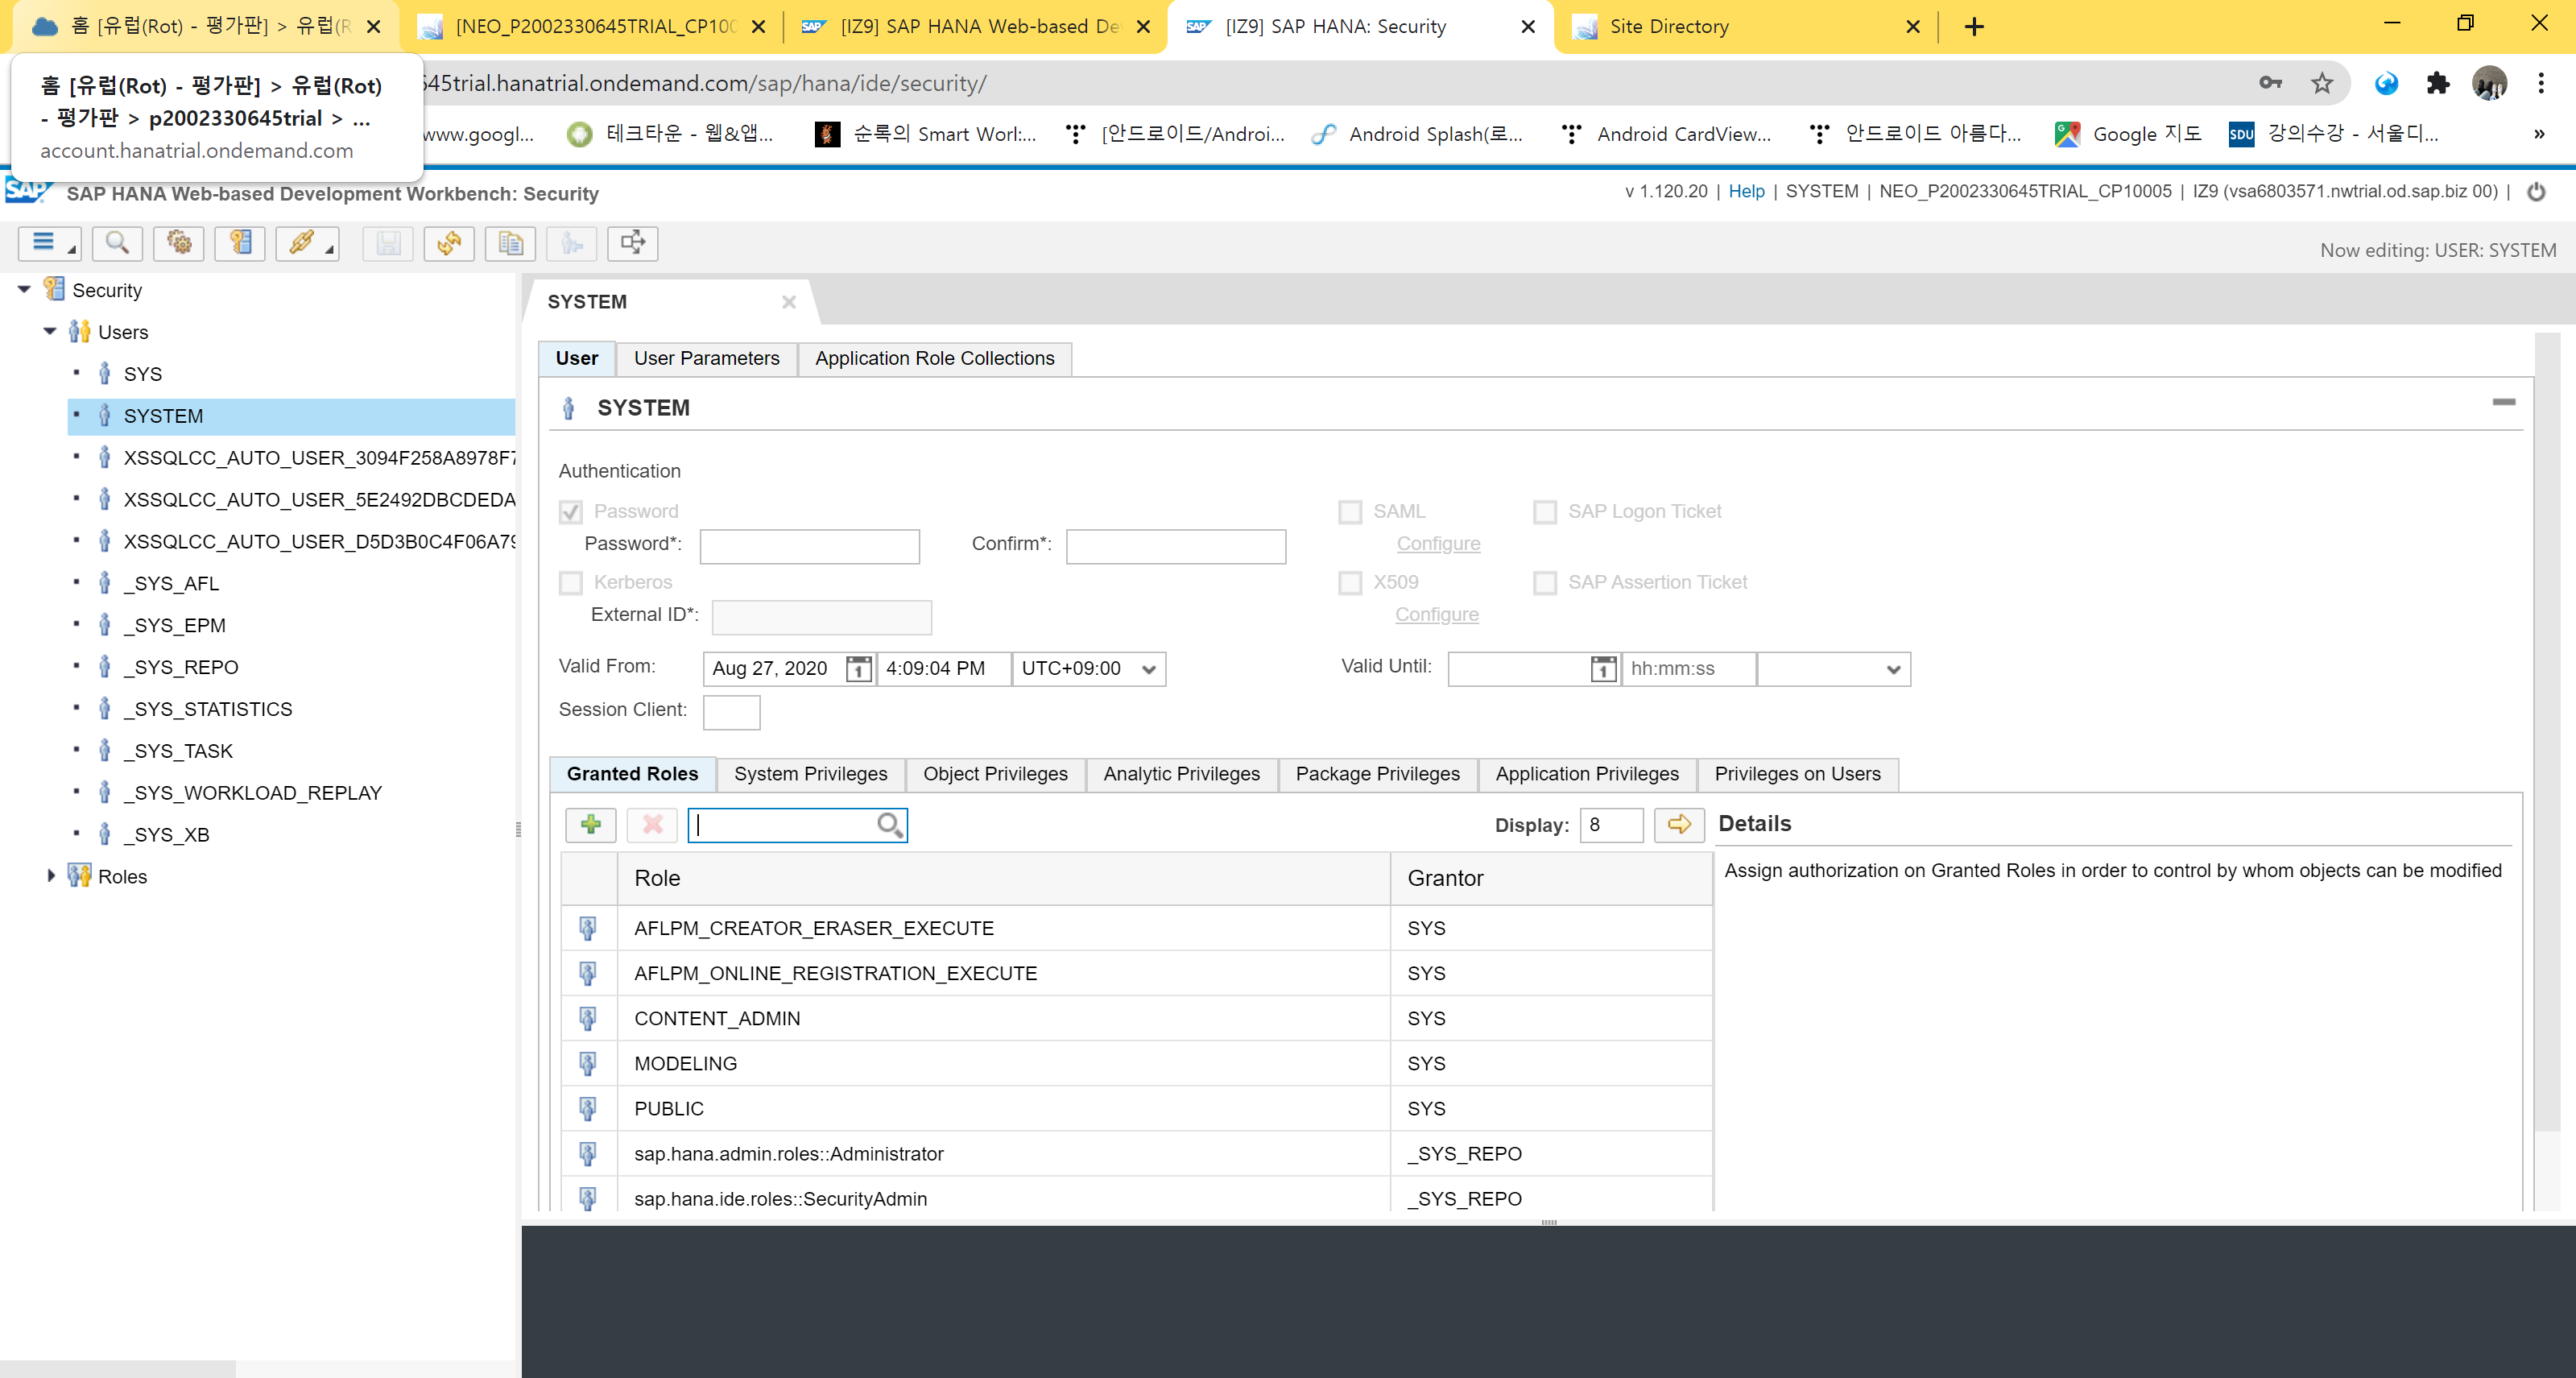 홈 [유럽(Rot) - 평가판] > 유럽(R
[NEO_P2002330645TRIAL_CP100
[IZ9] SAP HANA Web-based De
[IZ9] SAP HANA: Security
Site Directory
홈 [유럽(Rot) - 평가판] > 유럽(Rot)
- 평가판 > p2002330645trial > ...
account.hanatrial.ondemand.com
645trial.hanatrial.ondemand.com/sap/hana/ide/security/
www.googl...
테크타운 - 웹&앱...
순록의 Smart Worl:...
[안드로이드/Androi...
Android Splash(로...
Android CardView...
안드로이드 아름다...
Google 지도
SDU 강의수강 - 서울디...
»
SAP SAP HANA Web-based Development Workbench: Security
v 1.120.20 | Help | SYSTEM | NEO_P2002330645TRIAL_CP10005 | IZ9 (vsa6803571.nwtrial.od.sap.biz 00) |
Now editing: USER: SYSTEM
Security
Users
SYS
SYSTEM
XSSQLCC_AUTO_USER_3094F258A8978F7
XSSQLCC_AUTO_USER_5E2492DBCDEDA
XSSQLCC_AUTO_USER_D5D3B0C4F06A79
_SYS_AFL
_SYS_EPM
_SYS_REPO
_SYS_STATISTICS
_SYS_TASK
_SYS_WORKLOAD_REPLAY
_SYS_XB
Roles
SYSTEM
User User Parameters Application Role Collections
SYSTEM
Authentication
Password SAML SAP Logon Ticket
Password*: Confirm*: Configure
Kerberos X509 SAP Assertion Ticket
External ID*: Configure
Valid From: Aug 27, 2020 4:09:04 PM UTC+09:00 Valid Until: hh:mm:ss
Session Client:
Granted Roles System Privileges Object Privileges Analytic Privileges Package Privileges Application Privileges Privileges on Users
Display: 8 Details
Role Grantor Assign authorization on Granted Roles in order to control by whom objects can be modified
AFLPM_CREATOR_ERASER_EXECUTE SYS
AFLPM_ONLINE_REGISTRATION_EXECUTE SYS
CONTENT_ADMIN SYS
MODELING SYS
PUBLIC SYS
sap.hana.admin.roles::Administrator _SYS_REPO
sap.hana.ide.roles::SecurityAdmin _SYS_REPO